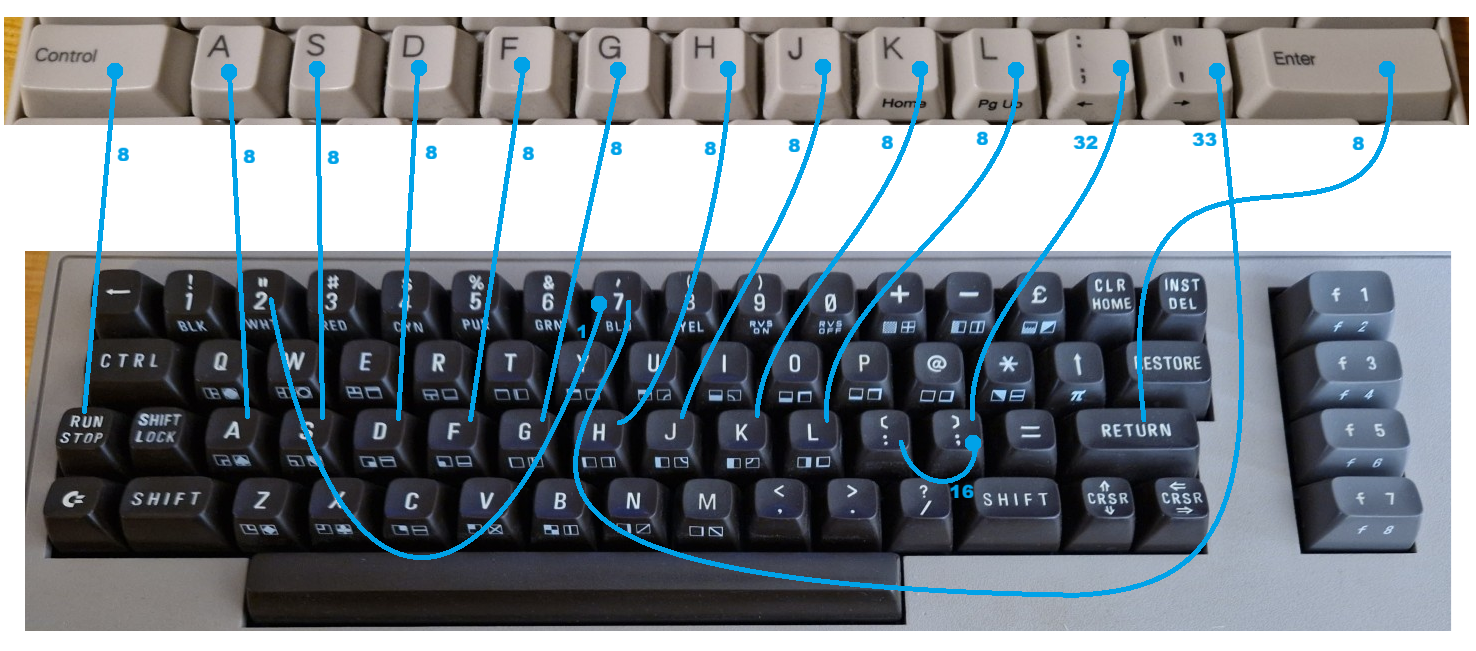 Control A S D F G H J K L : " Enter
Home Pg Up ; ← ' →
8 8 8 8 8 8 8 8 8 8 32 33 8
← ! 1 " 2 # 3 $ 4 % 5 & 6 ' 7 ( 8 ) 9 0 + - £ CLR HOME INST DEL f 1
BLK WHT RED CYN PUR GRN 1 BLU YEL RVS ON RVS OFF f 2
CTRL Q W E R T Y U I O P @ * ↑ RESTORE f 3
π f 4
RUN STOP SHIFT LOCK A S D F G H J K L [ : ] ; = RETURN f 5
f 6
16
C= SHIFT Z X C V B N M < , > . ? / SHIFT ⇑ CRSR ⇓ ⇐ CRSR ⇒ f 7
f 8